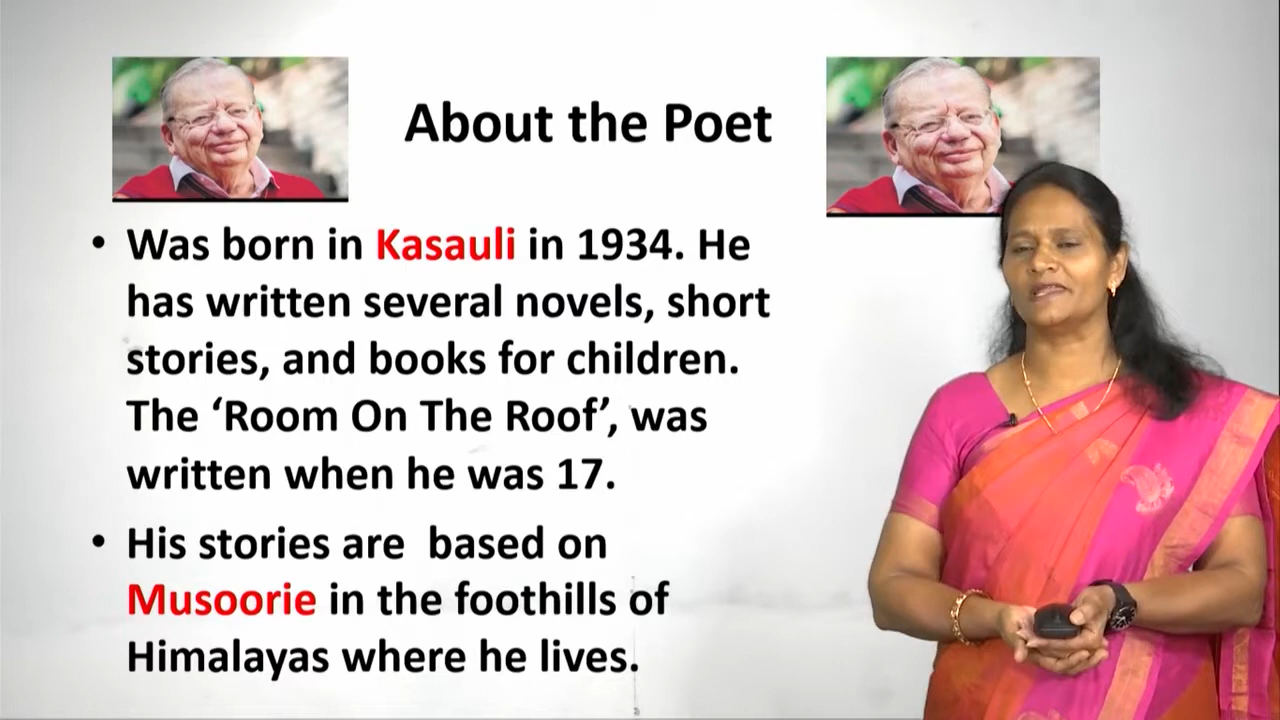 About the Poet
• Was born in Kasauli in 1934. He
has written several novels, short
stories, and books for children.
The ‘Room On The Roof’, was
written when he was 17.
• His stories are  based on
Musoorie in the foothills of
Himalayas where he lives.